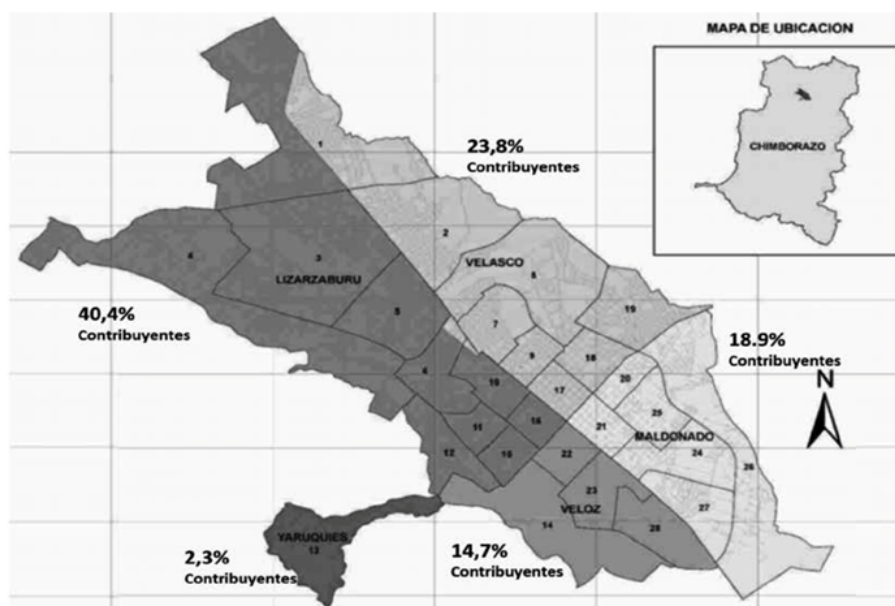 MAPA DE UBICACION
CHIMBORAZO
23,8%
Contribuyentes
1
2
VELASCO
3
LIZARZABURU
4
5
19
40,4%
Contribuyentes
7
18.9%
Contribuyentes
N
9
18
6
10
20
17
25
11
16
21
MALDONADO
12
15
22
24
26
23
VELOZ
27
14
28
YARUQUIES
13
2,3%
Contribuyentes
14,7%
Contribuyentes